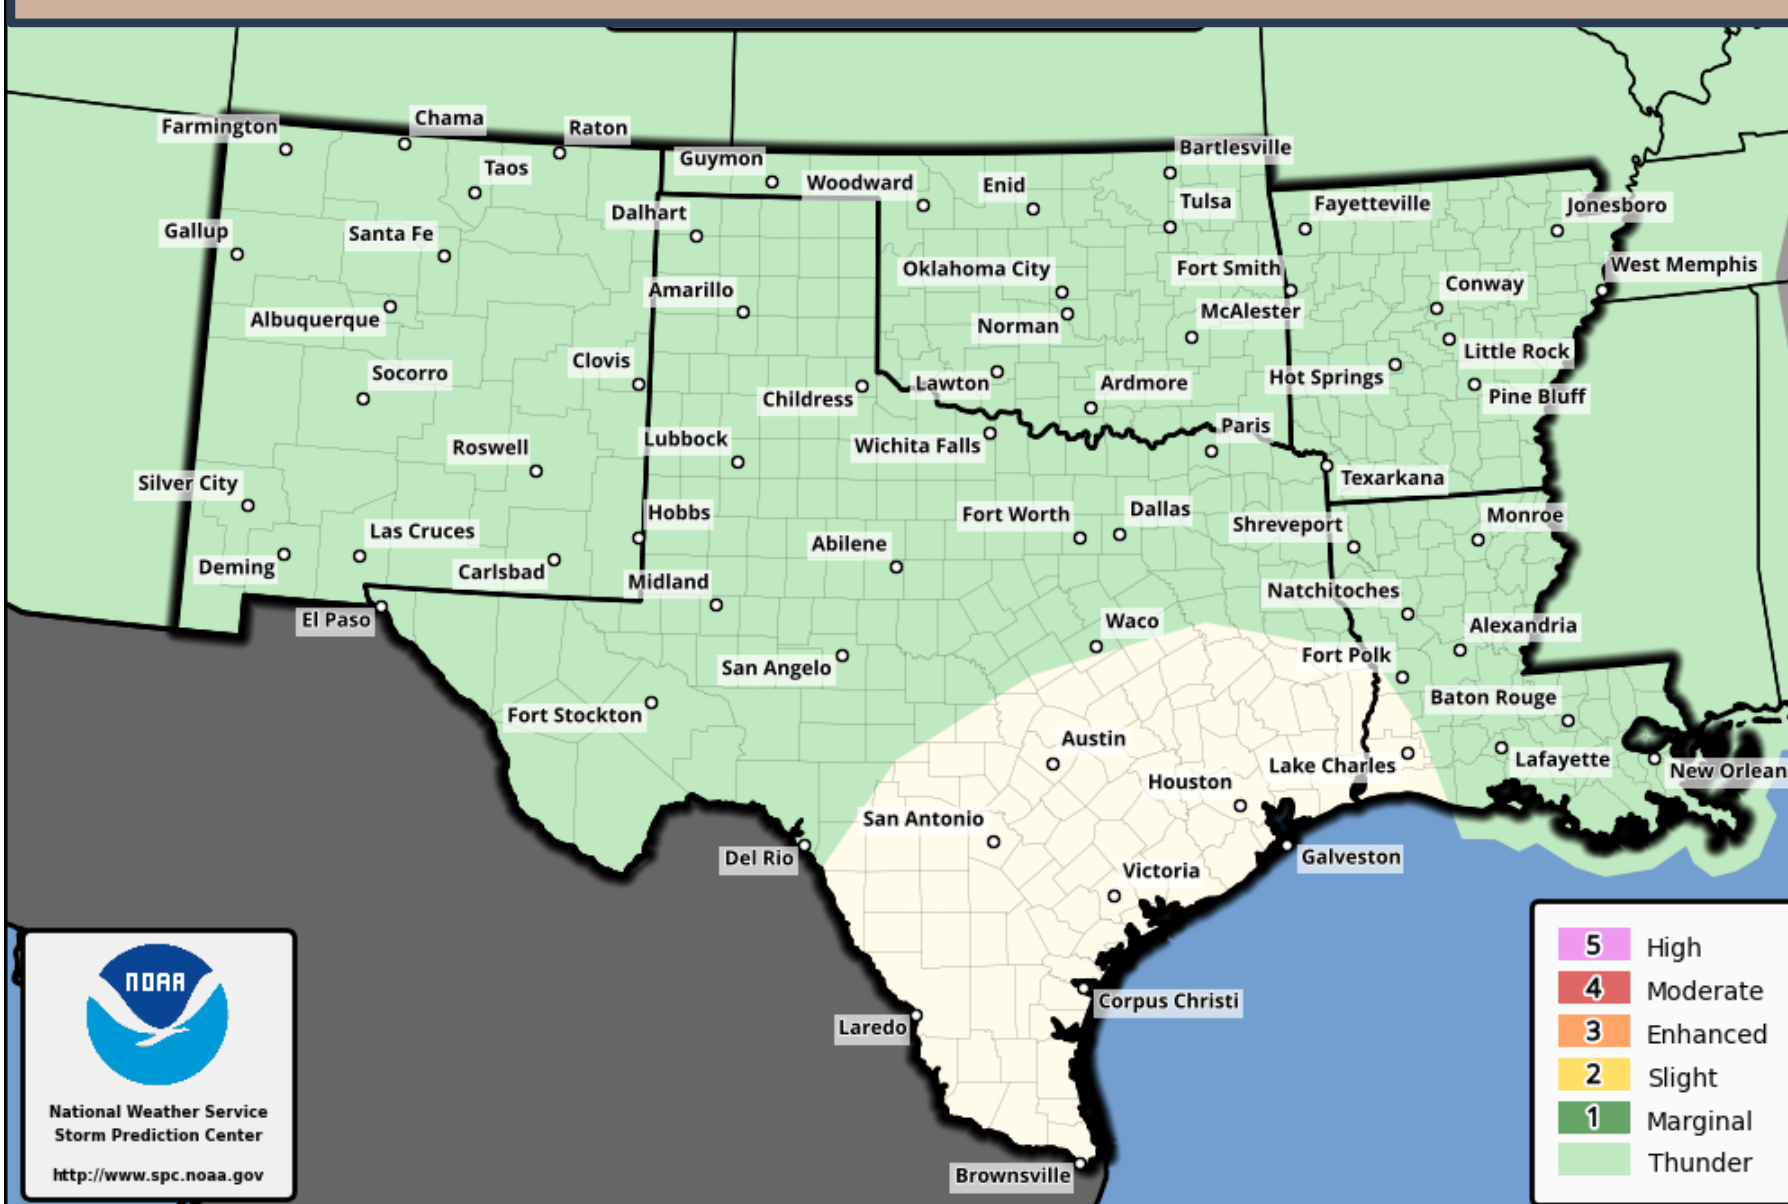 Farmington
Chama
Raton
Taos
Guymon
Woodward
Enid
Bartlesville
Tulsa
Fayetteville
Jonesboro
Gallup
Santa Fe
Dalhart
Oklahoma City
Fort Smith
West Memphis
Albuquerque
Amarillo
Norman
McAlester
Conway
Little Rock
Socorro
Clovis
Childress
Lawton
Ardmore
Hot Springs
Pine Bluff
Roswell
Lubbock
Wichita Falls
Paris
Texarkana
Silver City
Hobbs
Fort Worth
Dallas
Shreveport
Monroe
Las Cruces
Deming
Carlsbad
Midland
Abilene
Natchitoches
El Paso
San Angelo
Waco
Fort Polk
Alexandria
Fort Stockton
Baton Rouge
Austin
Houston
Lake Charles
Lafayette
New Orlean
San Antonio
Del Rio
Victoria
Galveston
Corpus Christi
Laredo
Brownsville
NOAA
National Weather Service
Storm Prediction Center
http://www.spc.noaa.gov
5 High
4 Moderate
3 Enhanced
2 Slight
1 Marginal
Thunder